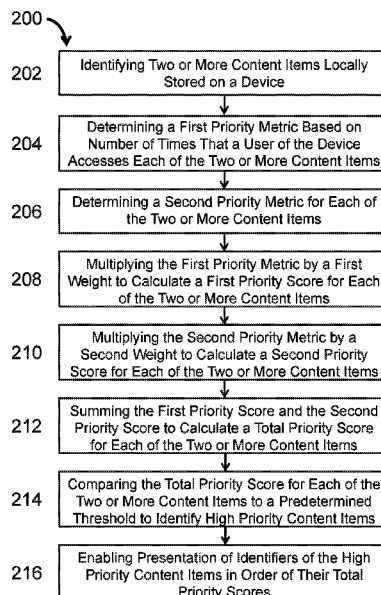 200
202
Identifying Two or More Content Items Locally
Stored on a Device
204
Determining a First Priority Metric Based on
Number of Times That a User of the Device
Accesses Each of the Two or More Content Items
206
Determining a Second Priority Metric for Each of
the Two or More Content Items
208
Multiplying the First Priority Metric by a First
Weight to Calculate a First Priority Score for Each
of the Two or More Content Items
210
Multiplying the Second Priority Metric by a
Second Weight to Calculate a Second Priority
Score for Each of the Two or More Content Items
212
Summing the First Priority Score and the Second
Priority Score to Calculate a Total Priority Score
for Each of the Two or More Content Items
214
Comparing the Total Priority Score for Each of the
Two or More Content Items to a Predetermined
Threshold to Identify High Priority Content Items
216
Enabling Presentation of Identifiers of the High
Priority Content Items in Order of Their Total
Priority Scores